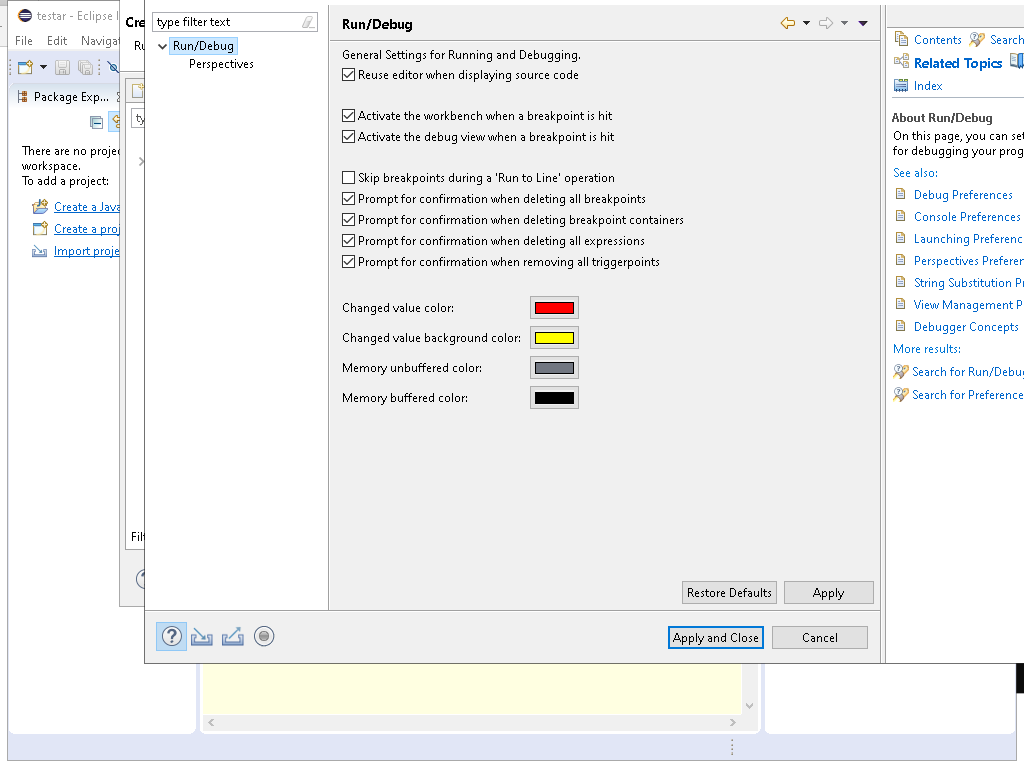 testar - Eclipse I
File Edit Naviga
Package Exp...
There are no proje
workspace.
To add a project:
Create a Java
Create a proj
Import proje
Cre
Ru
ty
Filt
type filter text
Run/Debug
Perspectives
Run/Debug
General Settings for Running and Debugging.
Reuse editor when displaying source code
Activate the workbench when a breakpoint is hit
Activate the debug view when a breakpoint is hit
Skip breakpoints during a 'Run to Line' operation
Prompt for confirmation when deleting all breakpoints
Prompt for confirmation when deleting breakpoint containers
Prompt for confirmation when deleting all expressions
Prompt for confirmation when removing all triggerpoints
Changed value color:
Changed value background color:
Memory unbuffered color:
Memory buffered color:
Restore Defaults Apply
Apply and Close Cancel
Contents Search
Related Topics
Index
About Run/Debug
On this page, you can set
for debugging your prog
See also:
Debug Preferences
Console Preferences
Launching Preferenc
Perspectives Preferen
String Substitution Pr
View Management P
Debugger Concepts
More results:
Search for Run/Debug
Search for Preference